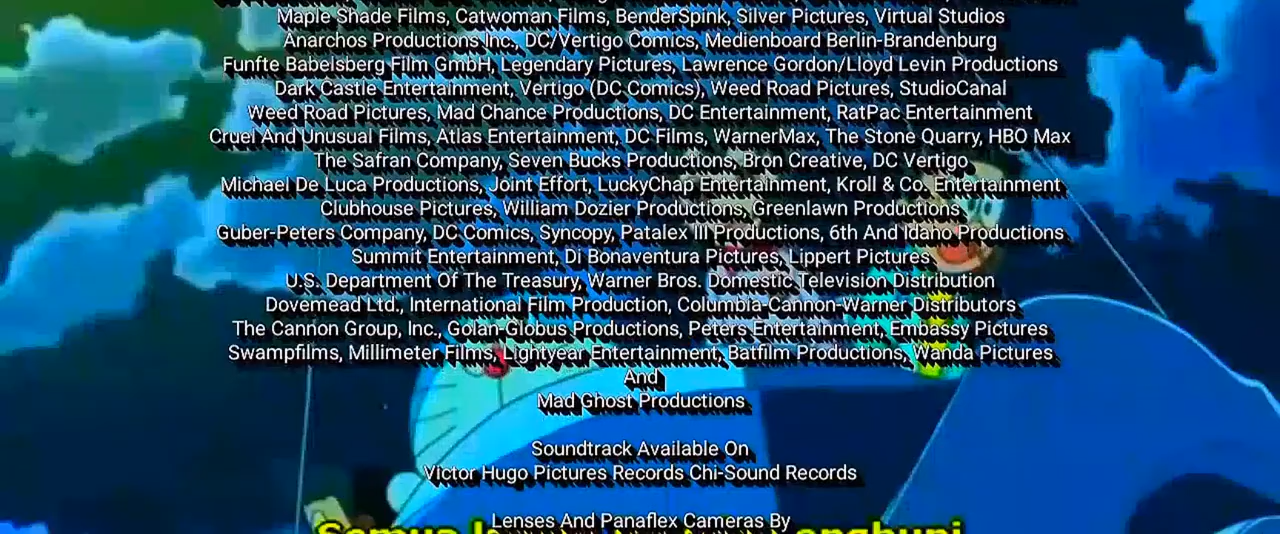 Maple Shade Films, Catwoman Films, BenderSpink, Silver Pictures, Virtual Studios
Anarchos Productions Inc., DC/Vertigo Comics, Medienboard Berlin-Brandenburg
Funfte Babelsberg Film GmbH, Legendary Pictures, Lawrence Gordon/Lloyd Levin Productions
Dark Castle Entertainment, Vertigo (DC Comics), Weed Road Pictures, StudioCanal
Weed Road Pictures, Mad Chance Productions, DC Entertainment, RatPac Entertainment
Cruel And Unusual Films, Atlas Entertainment, DC Films, WarnerMax, The Stone Quarry, HBO Max
The Safran Company, Seven Bucks Productions, Bron Creative, DC Vertigo
Michael De Luca Productions, Joint Effort, LuckyChap Entertainment, Kroll & Co. Entertainment
Clubhouse Pictures, William Dozier Productions, Greenlawn Productions
Guber-Peters Company, DC Comics, Syncopy, Patalex III Productions, 6th And Idaho Productions
Summit Entertainment, Di Bonaventura Pictures, Lippert Pictures
U.S. Department Of The Treasury, Warner Bros. Domestic Television Distribution
Dovemead Ltd., International Film Production, Columbia-Cannon-Warner Distributors
The Cannon Group, Inc., Golan-Globus Productions, Peters Entertainment, Embassy Pictures
Swampfilms, Millimeter Films, Lightyear Entertainment, Batfilm Productions, Wanda Pictures
And
Mad Ghost Productions
Soundtrack Available On
Victor Hugo Pictures Records Chi-Sound Records
Lenses And Panaflex Cameras By
Semua